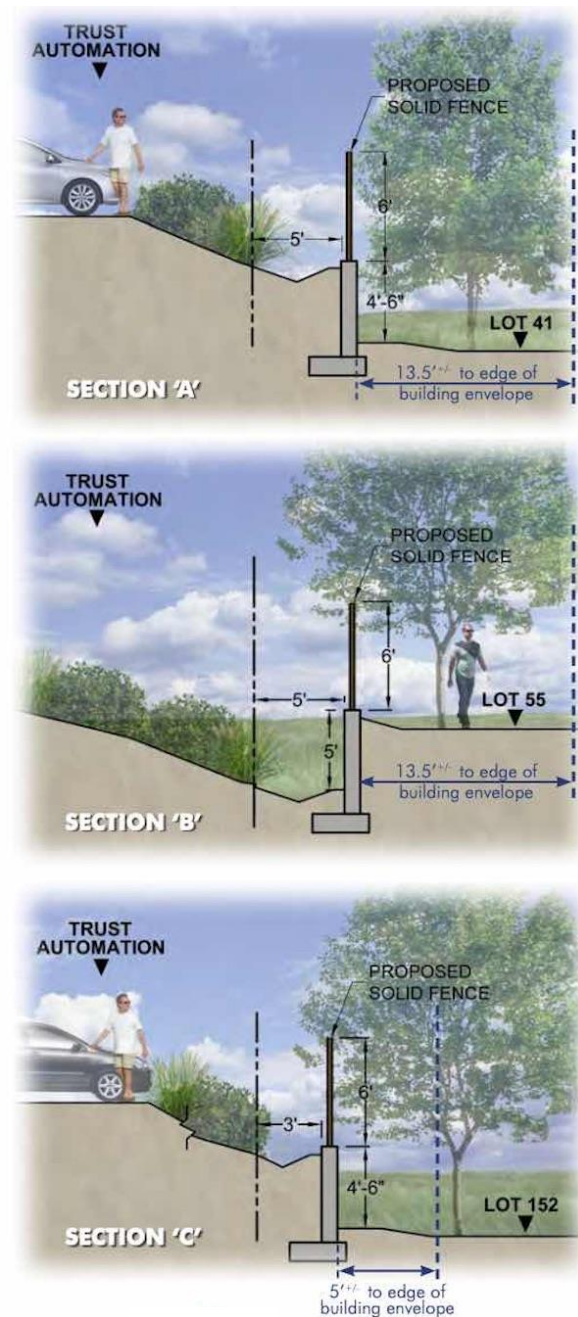 TRUST
AUTOMATION
PROPOSED
SOLID FENCE
6'
5'
4'-6"
LOT 41
13.5'+/- to edge of
building envelope
SECTION 'A'
TRUST
AUTOMATION
PROPOSED
SOLID FENCE
6'
5'
LOT 55
5'
13.5'+/- to edge of
building envelope
SECTION 'B'
TRUST
AUTOMATION
PROPOSED
SOLID FENCE
6'
3'
4'-6"
LOT 152
SECTION 'C'
5'+/- to edge of
building envelope